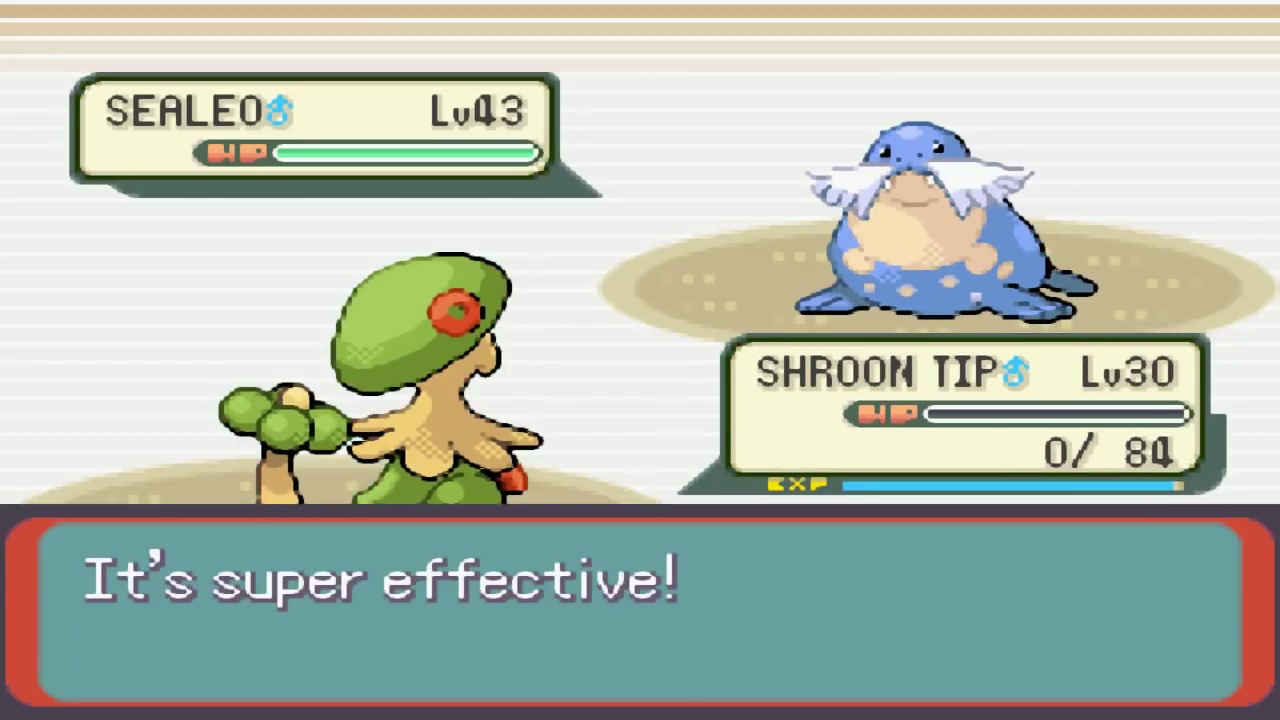 SEALEO♂ Lv43
HP
SHROON TIP♂ Lv30
HP
0/ 84
EXP
It's super effective!